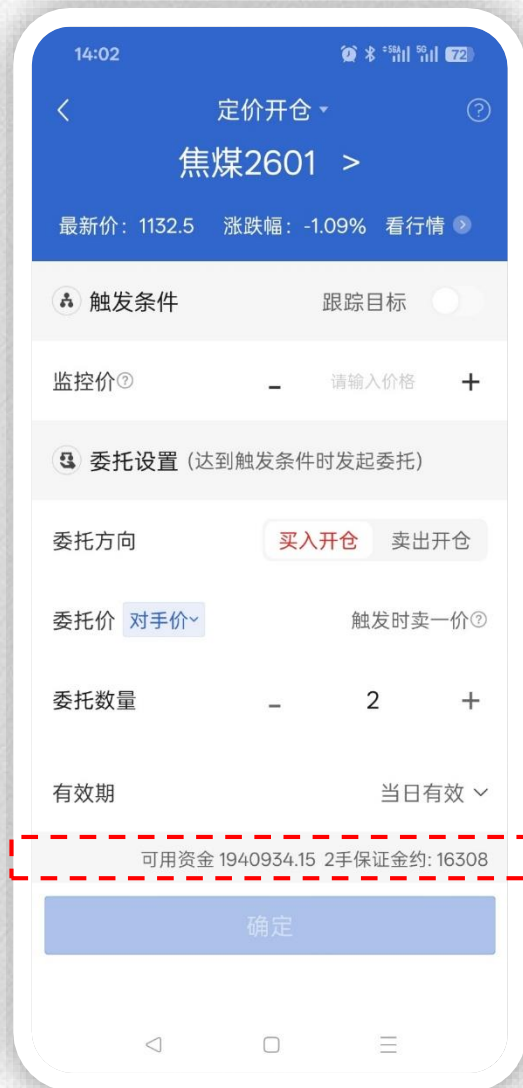 14:02 5G 5G 72
定价开仓
焦煤2601 >
最新价：1132.5 涨跌幅：-1.09% 看行情
触发条件 跟踪目标
监控价 - 请输入价格 +
委托设置 (达到触发条件时发起委托)
委托方向 买入开仓 卖出开仓
委托价 对手价 触发时卖一价
委托数量 - 2 +
有效期 当日有效
可用资金 1940934.15 2手保证金约: 16308
确定